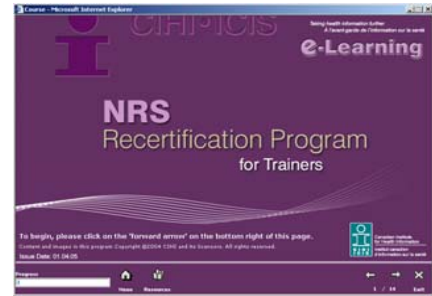 Course - Microsoft Internet Explorer
CIHI•ICIS
Taking health information further
À l'avant-garde de l'information sur la santé
e-Learning
NRS
Recertification Program
for Trainers
To begin, please click on the 'forward arrow' on the bottom right of this page.
Content and images in this program Copyright ©2004 CIHI and its licensors. All rights reserved.
Issue Date: 01.04.05
Canadian Institute
for Health Information
Institut canadien
d'information sur la santé
Progress
Home
Resources
1 / 34
Exit